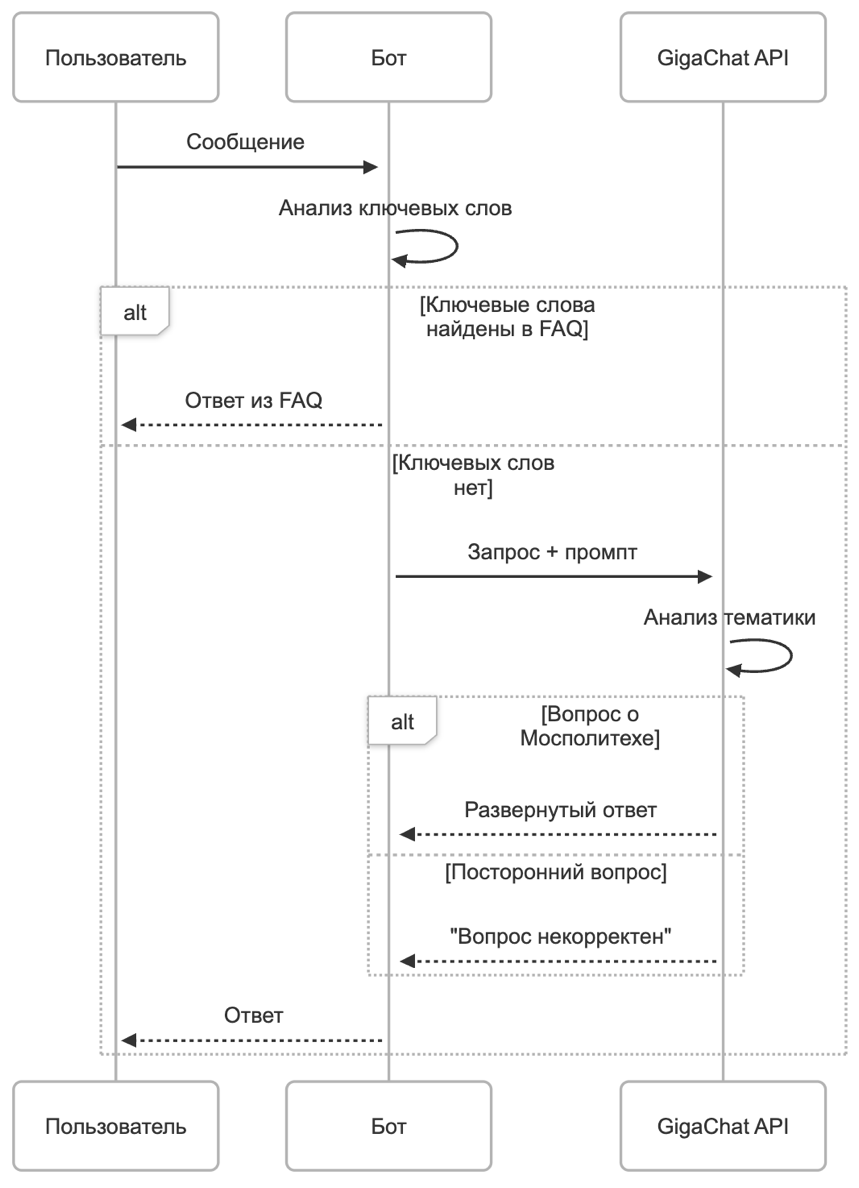 Пользователь
Бот
GigaChat API
Сообщение
Анализ ключевых слов
alt
[Ключевые слова
найдены в FAQ]
Ответ из FAQ
[Ключевых слов
нет]
Запрос + промпт
Анализ тематики
alt
[Вопрос о
Мосполитехе]
Развернутый ответ
[Посторонний вопрос]
"Вопрос некорректен"
Ответ
Пользователь
Бот
GigaChat API